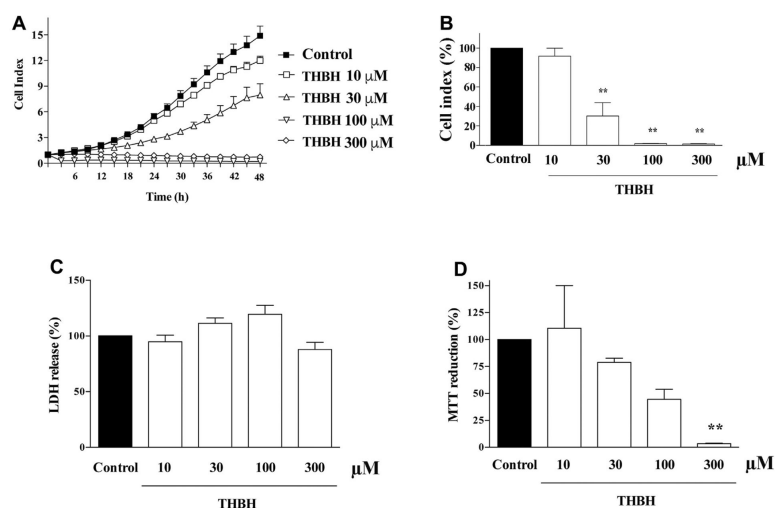 A
Cell Index
15
12
9
6
3
0
6 12 18 24 30 36 42 48
Time (h)
Control
THBH 10 μM
THBH 30 μM
THBH 100 μM
THBH 300 μM
B
Cell index (%)
100
80
60
40
20
0
** ** **
Control 10 30 100 300 μM
THBH
C
LDH release (%)
150
100
50
0
Control 10 30 100 300 μM
THBH
D
MTT reduction (%)
150
125
100
75
50
25
0
**
Control 10 30 100 300 μM
THBH